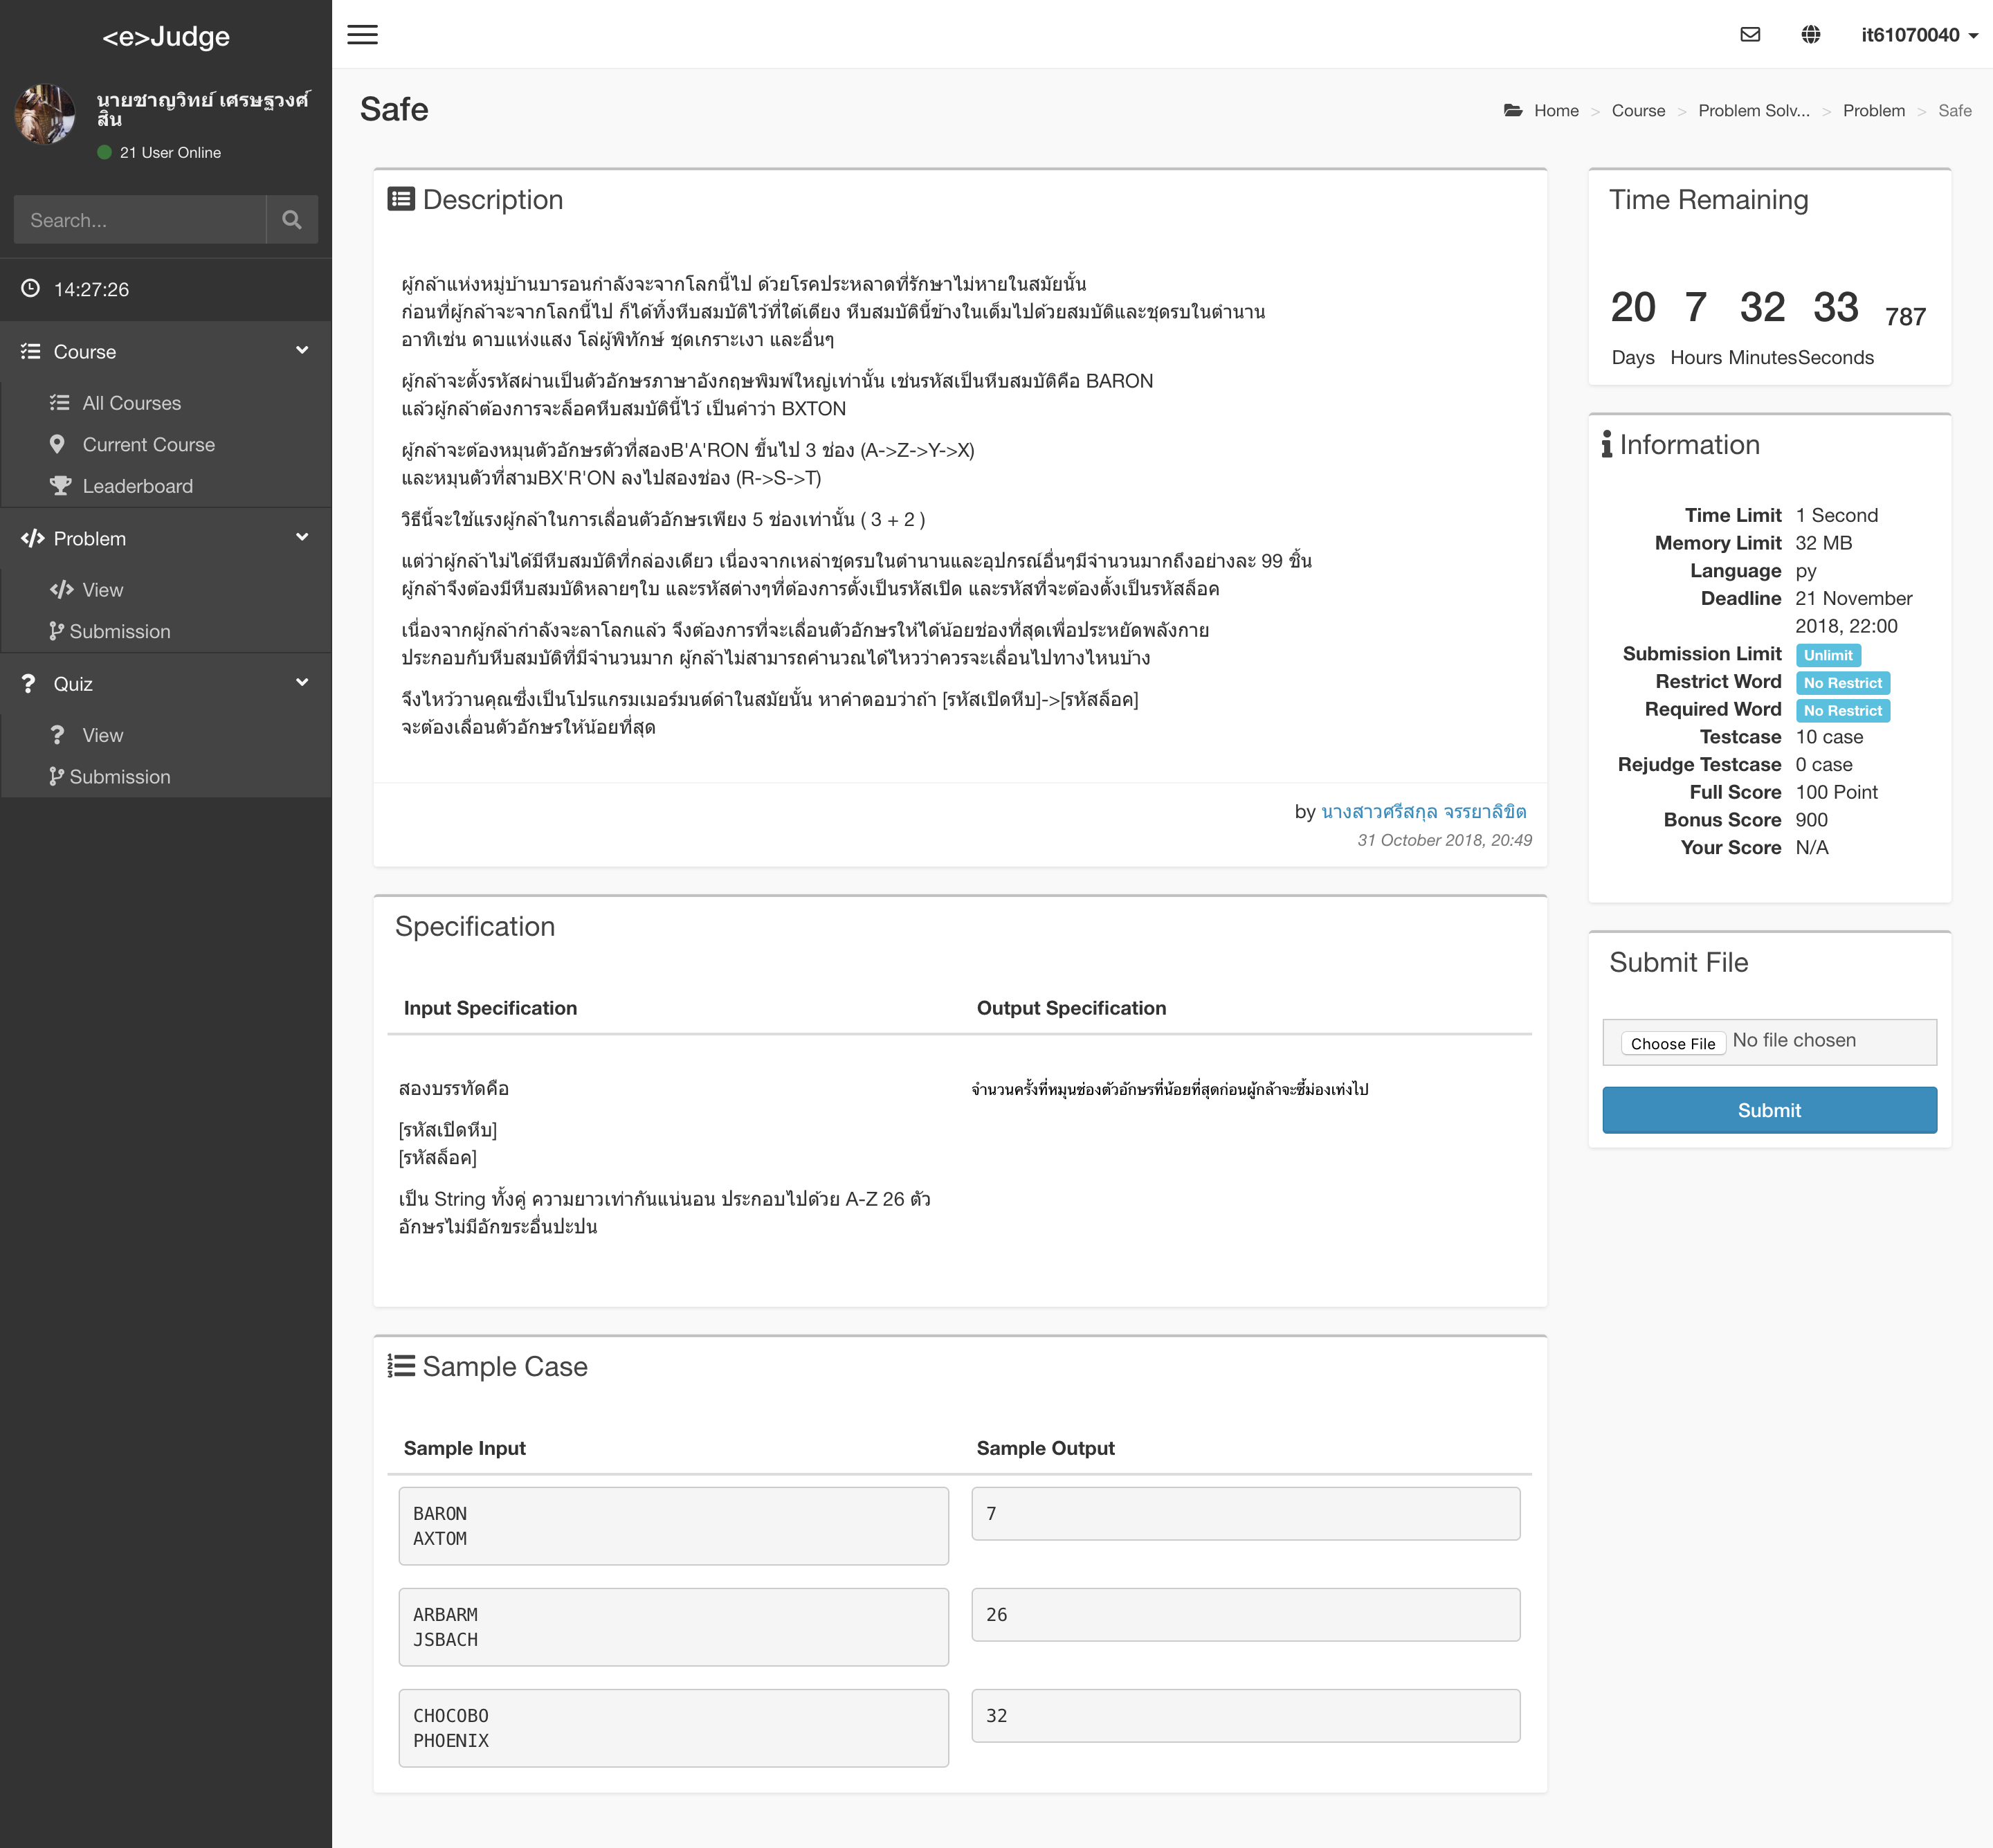 <e>Judge
it61070040
นายชาญวิทย์ เศรษฐวงศ์
สิน
21 User Online
Search...
14:27:26
Course
All Courses
Current Course
Leaderboard
Problem
View
Submission
Quiz
View
Submission
Safe
Home > Course > Problem Solv... > Problem > Safe
Description
ผู้กล้าแห่งหมู่บ้านบารอนกำลังจะจากโลกนี้ไป ด้วยโรคประหลาดที่รักษาไม่หายในสมัยนั้น
ก่อนที่ผู้กล้าจะจากโลกนี้ไป ก็ได้ทิ้งหีบสมบัติไว้ที่ใต้เตียง หีบสมบัตินี้ข้างในเต็มไปด้วยสมบัติและชุดรบในตำนาน
อาทิเช่น ดาบแห่งแสง โล่ผู้พิทักษ์ ชุดเกราะเงา และอื่นๆ
ผู้กล้าจะตั้งรหัสผ่านเป็นตัวอักษรภาษาอังกฤษพิมพ์ใหญ่เท่านั้น เช่นรหัสเป็นหีบสมบัติคือ BARON
แล้วผู้กล้าต้องการจะล็อคหีบสมบัตินี้ไว้ เป็นคำว่า BXTON
ผู้กล้าจะต้องหมุนตัวอักษรตัวที่สองB'A'RON ขึ้นไป 3 ช่อง (A->Z->Y->X)
และหมุนตัวที่สามBX'R'ON ลงไปสองช่อง (R->S->T)
วิธีนี้จะใช้แรงผู้กล้าในการเลื่อนตัวอักษรเพียง 5 ช่องเท่านั้น ( 3 + 2 )
แต่ว่าผู้กล้าไม่ได้มีหีบสมบัติที่กล่องเดียว เนื่องจากเหล่าชุดรบในตำนานและอุปกรณ์อื่นๆมีจำนวนมากถึงอย่างละ 99 ชิ้น
ผู้กล้าจึงต้องมีหีบสมบัติหลายๆใบ และรหัสต่างๆที่ต้องการตั้งเป็นรหัสเปิด และรหัสที่จะต้องตั้งเป็นรหัสล็อค
เนื่องจากผู้กล้ากำลังจะลาโลกแล้ว จึงต้องการที่จะเลื่อนตัวอักษรให้ได้น้อยช่องที่สุดเพื่อประหยัดพลังกาย
ประกอบกับหีบสมบัติที่มีจำนวนมาก ผู้กล้าไม่สามารถคำนวณได้ไหวว่าควรจะเลื่อนไปทางไหนบ้าง
จึงไหว้วานคุณซึ่งเป็นโปรแกรมเมอร์มนต์ดำในสมัยนั้น หาคำตอบว่าถ้า [รหัสเปิดหีบ]->[รหัสล็อค]
จะต้องเลื่อนตัวอักษรให้น้อยที่สุด
by นางสาวศรีสกุล จรรยาลิขิต
31 October 2018, 20:49
Specification
Input Specification
Output Specification
สองบรรทัดคือ
[รหัสเปิดหีบ]
[รหัสล็อค]
เป็น String ทั้งคู่ ความยาวเท่ากันแน่นอน ประกอบไปด้วย A-Z 26 ตัว
อักษรไม่มีอักขระอื่นปะปน
จำนวนครั้งที่หมุนช่องตัวอักษรที่น้อยที่สุดก่อนผู้กล้าจะซี้ม่องเท่งไป
Sample Case
Sample Input
Sample Output
BARON
AXTOM
7
ARBARM
JSBACH
26
CHOCOBO
PHOENIX
32
Time Remaining
20 7 32 33 787
Days Hours Minutes Seconds
Information
Time Limit 1 Second
Memory Limit 32 MB
Language py
Deadline 21 November
2018, 22:00
Submission Limit Unlimit
Restrict Word No Restrict
Required Word No Restrict
Testcase 10 case
Rejudge Testcase 0 case
Full Score 100 Point
Bonus Score 900
Your Score N/A
Submit File
Choose File No file chosen
Submit